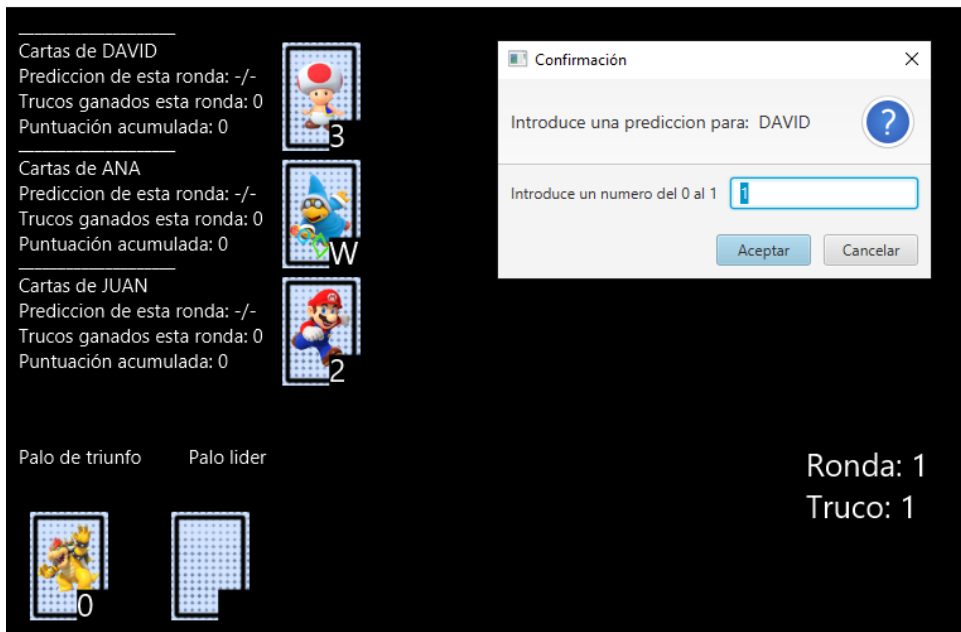 Cartas de DAVID
Prediccion de esta ronda: -/-
Trucos ganados esta ronda: 0
Puntuación acumulada: 0
3
Cartas de ANA
Prediccion de esta ronda: -/-
Trucos ganados esta ronda: 0
Puntuación acumulada: 0
W
Cartas de JUAN
Prediccion de esta ronda: -/-
Trucos ganados esta ronda: 0
Puntuación acumulada: 0
2
Confirmación
Introduce una prediccion para: DAVID
?
Introduce un numero del 0 al 1 1
Aceptar Cancelar
Palo de triunfo Palo lider
0
Ronda: 1
Truco: 1